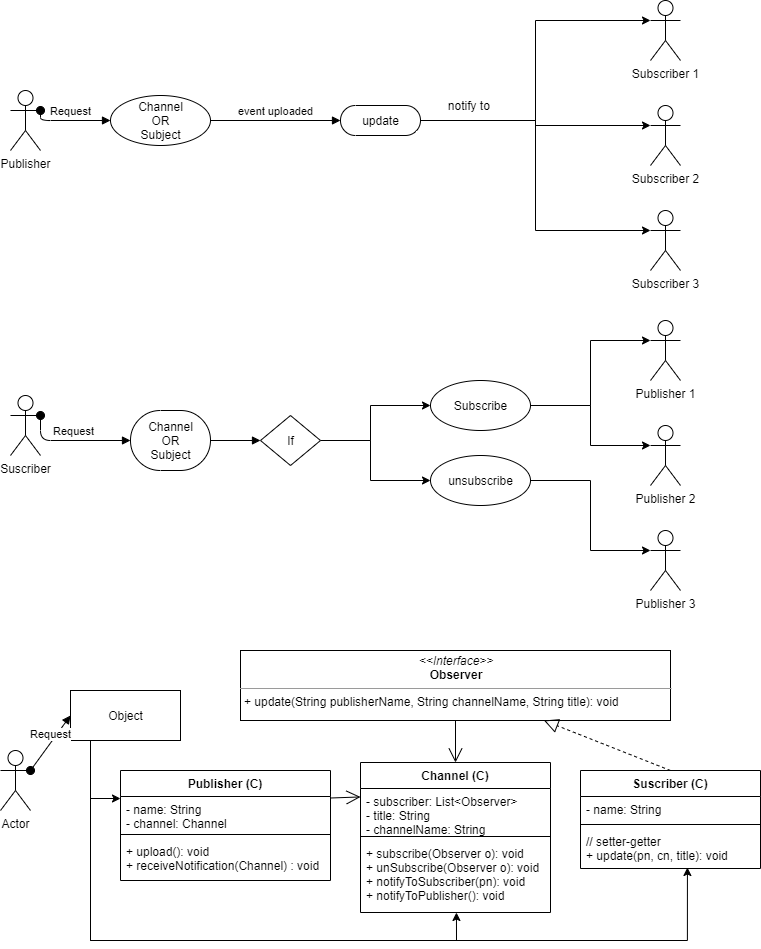 Subscriber 1
Request
Channel
OR
Subject
event uploaded
update
notify to
Publisher
Subscriber 2
Subscriber 3
Publisher 1
Suscriber
Request
Channel
OR
Subject
If
Subscribe
unsubscribe
Publisher 2
Publisher 3
<<Interface>>
Observer
+ update(String publisherName, String channelName, String title): void
Object
Request
Actor
Publisher (C)
- name: String
- channel: Channel
+ upload(): void
+ receiveNotification(Channel) : void
Channel (C)
- subscriber: List<Observer>
- title: String
- channelName: String
+ subscribe(Observer o): void
+ unSubscribe(Observer o): void
+ notifyToSubscriber(pn): void
+ notifyToPublisher(): void
Suscriber (C)
- name: String
// setter-getter
+ update(pn, cn, title): void